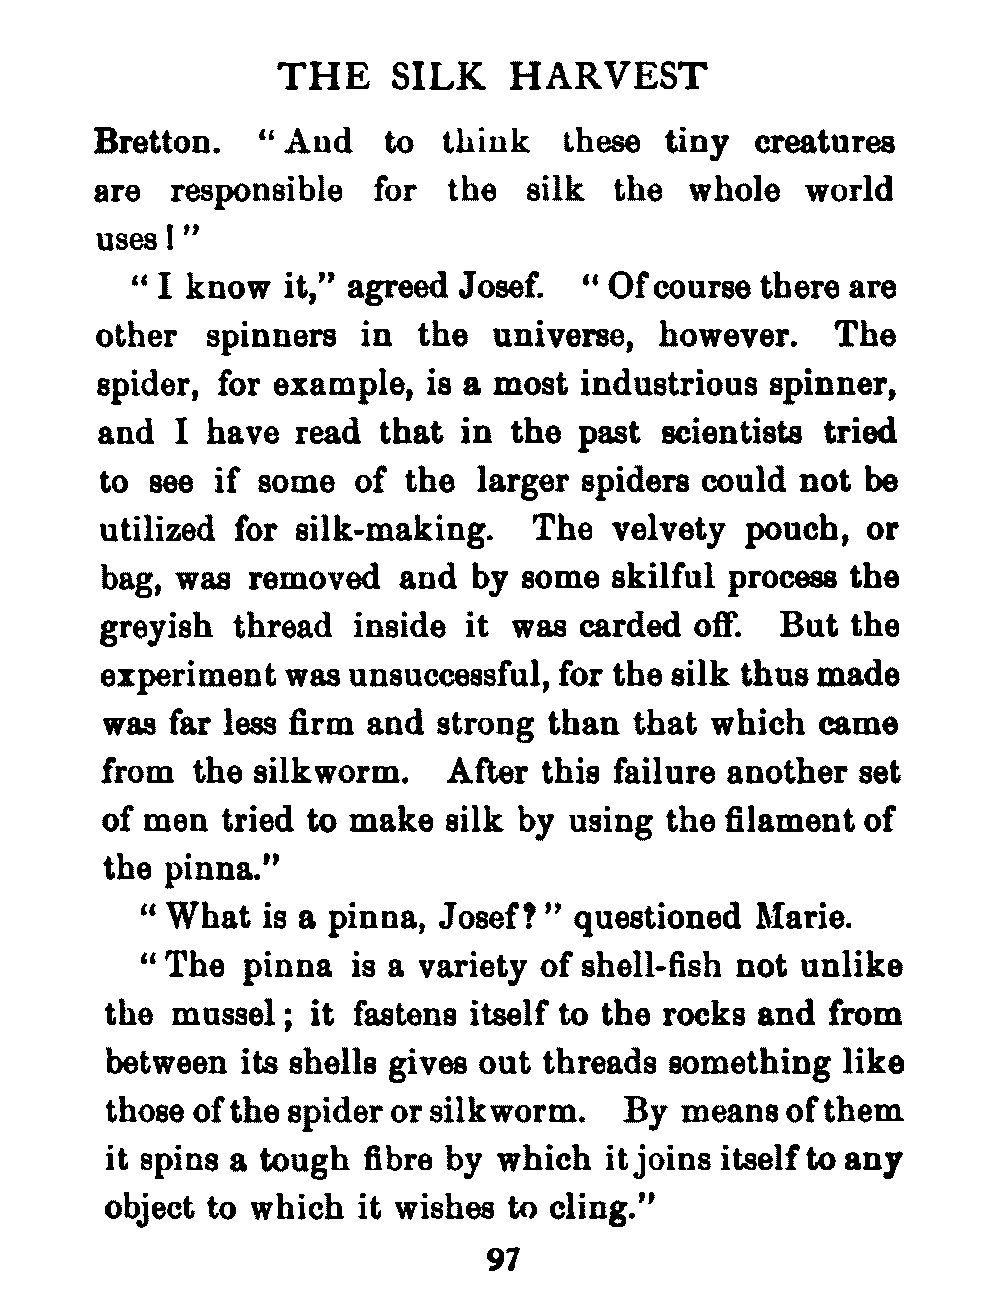 THE SILK HARVEST
Bretton. “And to think these tiny creatures
are responsible for the silk the whole world
uses!”
“I know it,” agreed Josef. “Of course there are
other spinners in the universe, however. The
spider, for example, is a most industrious spinner,
and I have read that in the past scientists tried
to see if some of the larger spiders could not be
utilized for silk-making. The velvety pouch, or
bag, was removed and by some skilful process the
greyish thread inside it was carded off. But the
experiment was unsuccessful, for the silk thus made
was far less firm and strong than that which came
from the silkworm. After this failure another set
of men tried to make silk by using the filament of
the pinna.”
“What is a pinna, Josef?” questioned Marie.
“The pinna is a variety of shell-fish not unlike
the mussel; it fastens itself to the rocks and from
between its shells gives out threads something like
those of the spider or silkworm. By means of them
it spins a tough fibre by which it joins itself to any
object to which it wishes to cling.”
97